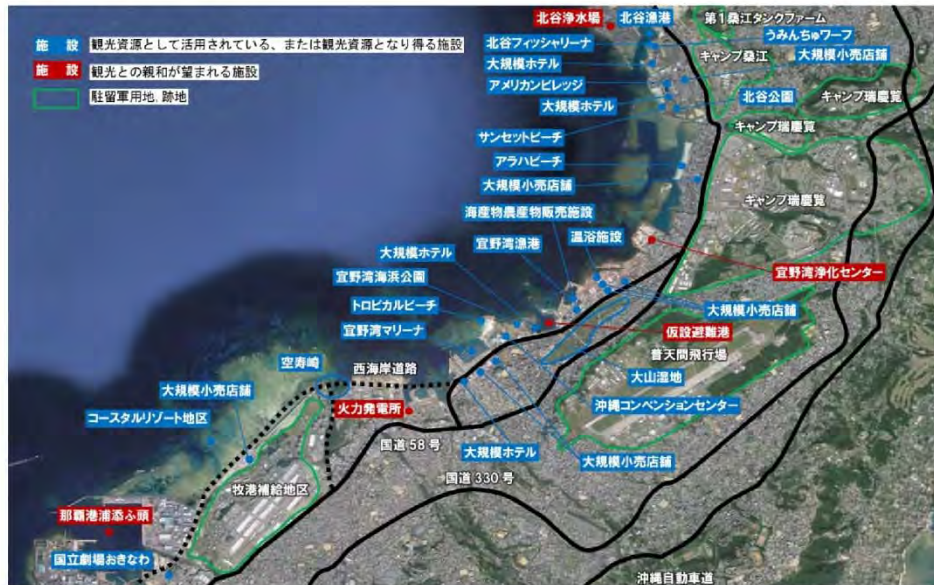 施設 観光資源として活用されている、または観光資源となり得る施設
施設 観光との親和が望まれる施設
駐留軍用地、跡地
北谷浄水場
北谷漁港
第1桑江タンクファーム
北谷フィッシャリーナ
うみんちゅワーフ
キャンプ桑江
大規模小売店舗
大規模ホテル
アメリカンビレッジ
北谷公園
キャンプ瑞慶覧
大規模ホテル
サンセットビーチ
キャンプ瑞慶覧
アラハビーチ
大規模小売店舗
キャンプ瑞慶覧
海産物農産物販売施設
温浴施設
宜野湾漁港
大規模ホテル
宜野湾浄化センター
宜野湾海浜公園
トロピカルビーチ
大規模小売店舗
宜野湾マリーナ
仮設避難港
普天間飛行場
空寿崎
西海岸道路
大山湿地
大規模小売店舗
火力発電所
沖縄コンベンションセンター
コースタルリゾート地区
国道58号
大規模ホテル
大規模小売店舗
国道330号
牧港補給地区
那覇港浦添ふ頭
国立劇場おきなわ
沖縄自動車道